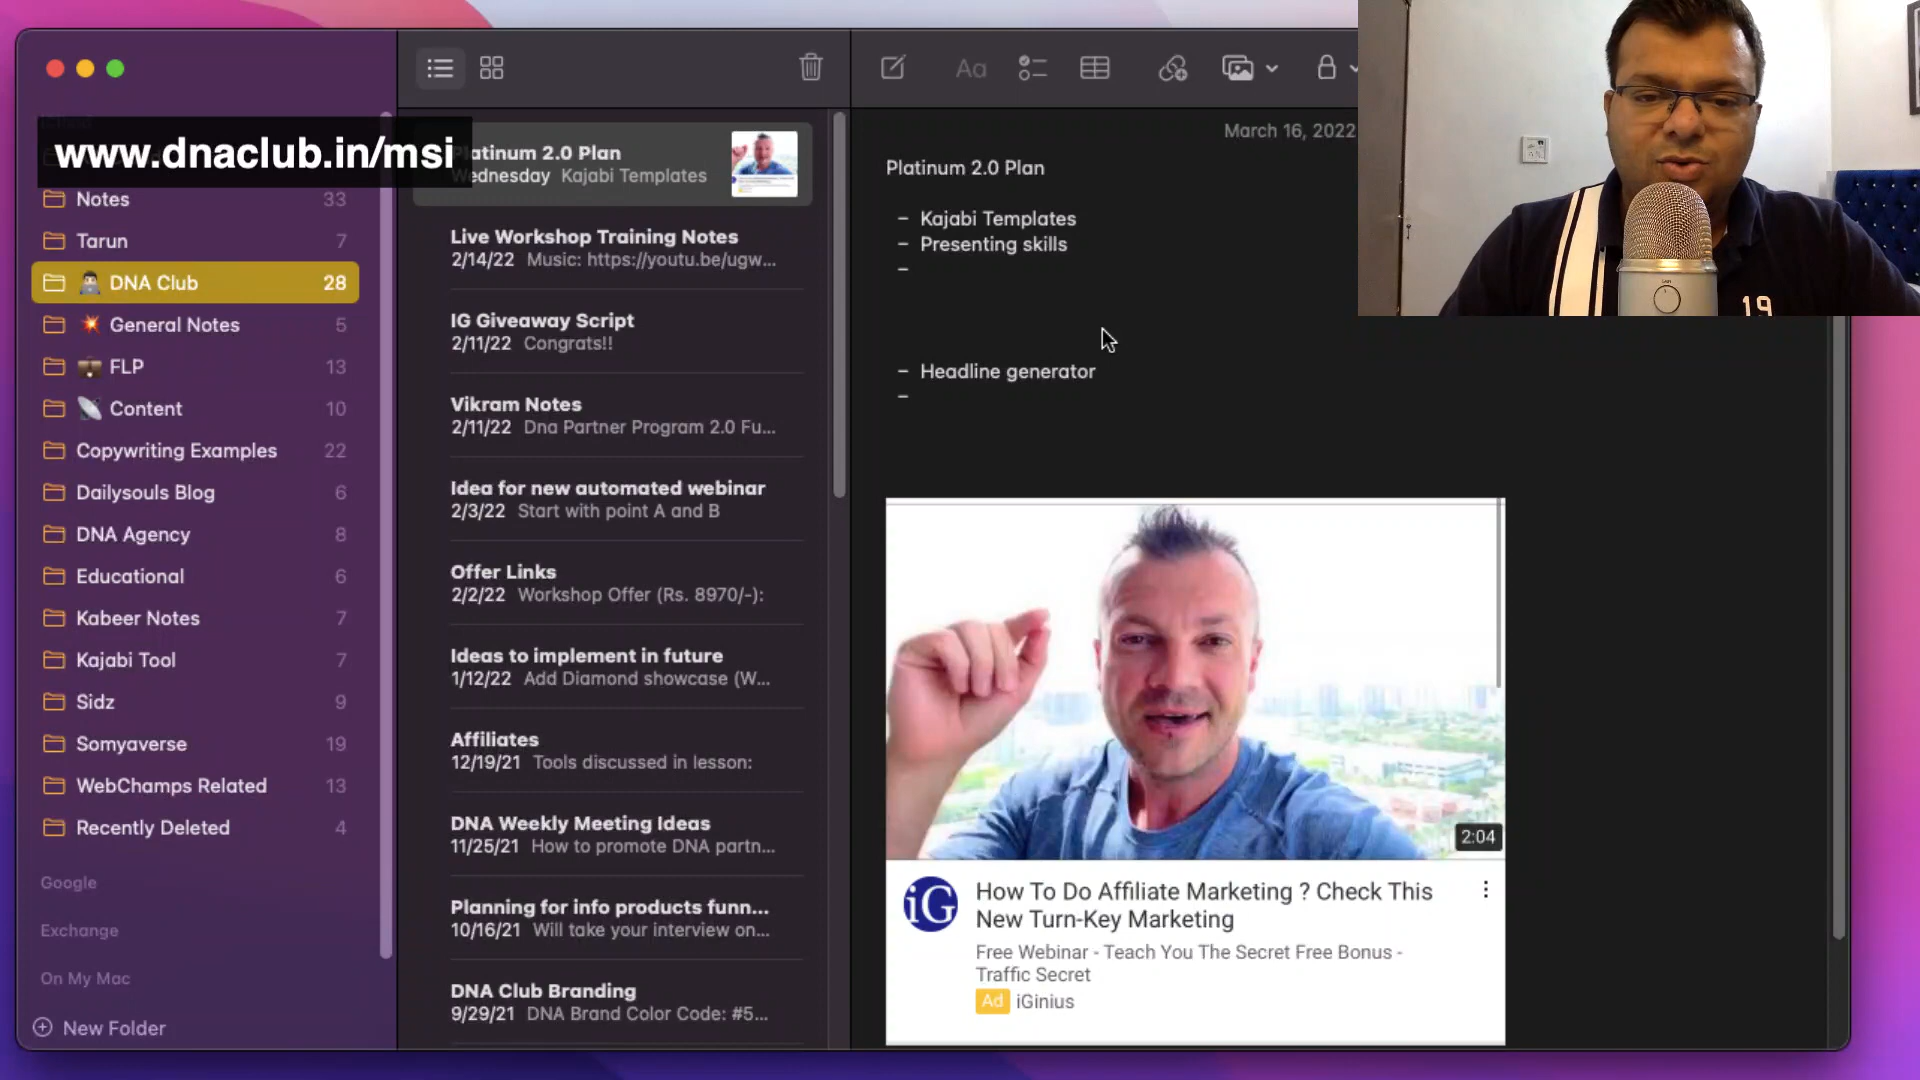 www.dnaclub.in/msi
Notes 33
Tarun 7
DNA Club 28
General Notes 5
FLP 13
Content 10
Copywriting Examples 22
Dailysouls Blog 6
DNA Agency 8
Educational 6
Kabeer Notes 7
Kajabi Tool 7
Sidz 9
Somyaverse 19
WebChamps Related 13
Recently Deleted 4
Google
Exchange
On My Mac
New Folder
latinum 2.0 Plan
Wednesday Kajabi Templates
Live Workshop Training Notes
2/14/22 Music: https://youtu.be/ugw...
IG Giveaway Script
2/11/22 Congrats!!
Vikram Notes
2/11/22 Dna Partner Program 2.0 Fu...
Idea for new automated webinar
2/3/22 Start with point A and B
Offer Links
2/2/22 Workshop Offer (Rs. 8970/-):
Ideas to implement in future
1/12/22 Add Diamond showcase (W...
Affiliates
12/19/21 Tools discussed in lesson:
DNA Weekly Meeting Ideas
11/25/21 How to promote DNA partn...
Planning for info products funn...
10/16/21 Will take your interview on...
DNA Club Branding
9/29/21 DNA Brand Color Code: #5...
Aa
March 16, 2022
Platinum 2.0 Plan
– Kajabi Templates
– Presenting skills
–
– Headline generator
–
2:04
iG
How To Do Affiliate Marketing ? Check This
New Turn-Key Marketing
Free Webinar - Teach You The Secret Free Bonus -
Traffic Secret
Ad iGinius
19